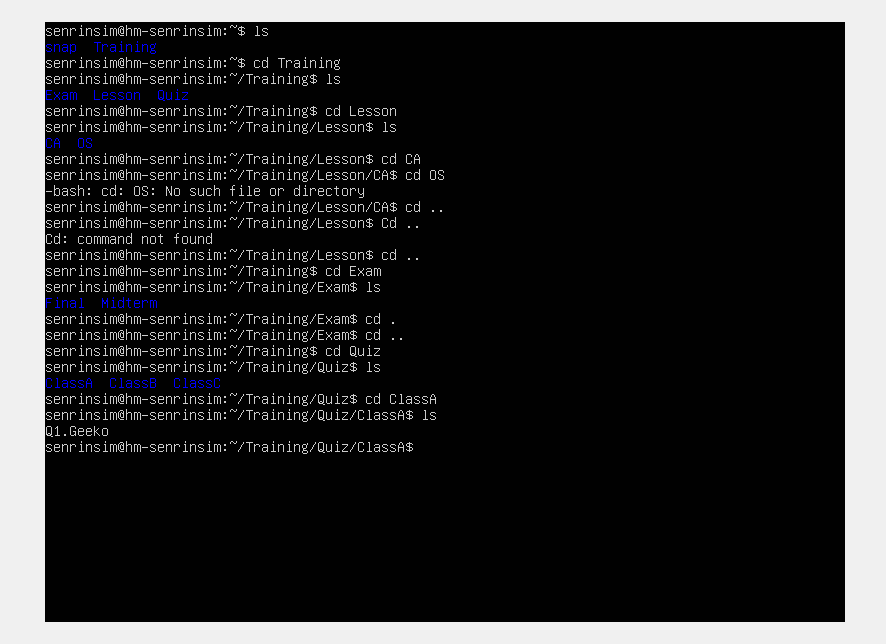 senrinsim@hm-senrinsim:~$ ls
snap  Training
senrinsim@hm-senrinsim:~$ cd Training
senrinsim@hm-senrinsim:~/Training$ ls
Exam  Lesson  Quiz
senrinsim@hm-senrinsim:~/Training$ cd Lesson
senrinsim@hm-senrinsim:~/Training/Lesson$ ls
CA  OS
senrinsim@hm-senrinsim:~/Training/Lesson$ cd CA
senrinsim@hm-senrinsim:~/Training/Lesson/CA$ cd OS
-bash: cd: OS: No such file or directory
senrinsim@hm-senrinsim:~/Training/Lesson/CA$ cd ..
senrinsim@hm-senrinsim:~/Training/Lesson$ Cd ..
Cd: command not found
senrinsim@hm-senrinsim:~/Training/Lesson$ cd ..
senrinsim@hm-senrinsim:~/Training$ cd Exam
senrinsim@hm-senrinsim:~/Training/Exam$ ls
Final  Midterm
senrinsim@hm-senrinsim:~/Training/Exam$ cd .
senrinsim@hm-senrinsim:~/Training/Exam$ cd ..
senrinsim@hm-senrinsim:~/Training$ cd Quiz
senrinsim@hm-senrinsim:~/Training/Quiz$ ls
ClassA  ClassB  ClassC
senrinsim@hm-senrinsim:~/Training/Quiz$ cd ClassA
senrinsim@hm-senrinsim:~/Training/Quiz/ClassA$ ls
Q1.Geeko
senrinsim@hm-senrinsim:~/Training/Quiz/ClassA$